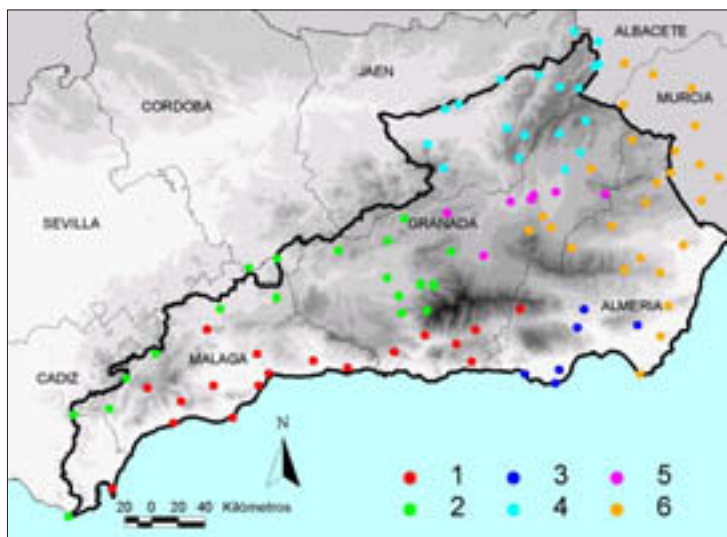 ALBACETE
JAEN
MURCIA
CORDOBA
SEVILLA
GRANADA
ALMERIA
MALAGA
CADIZ
N
1 3 5
2 4 6
20 0 20 40 Kilómetros